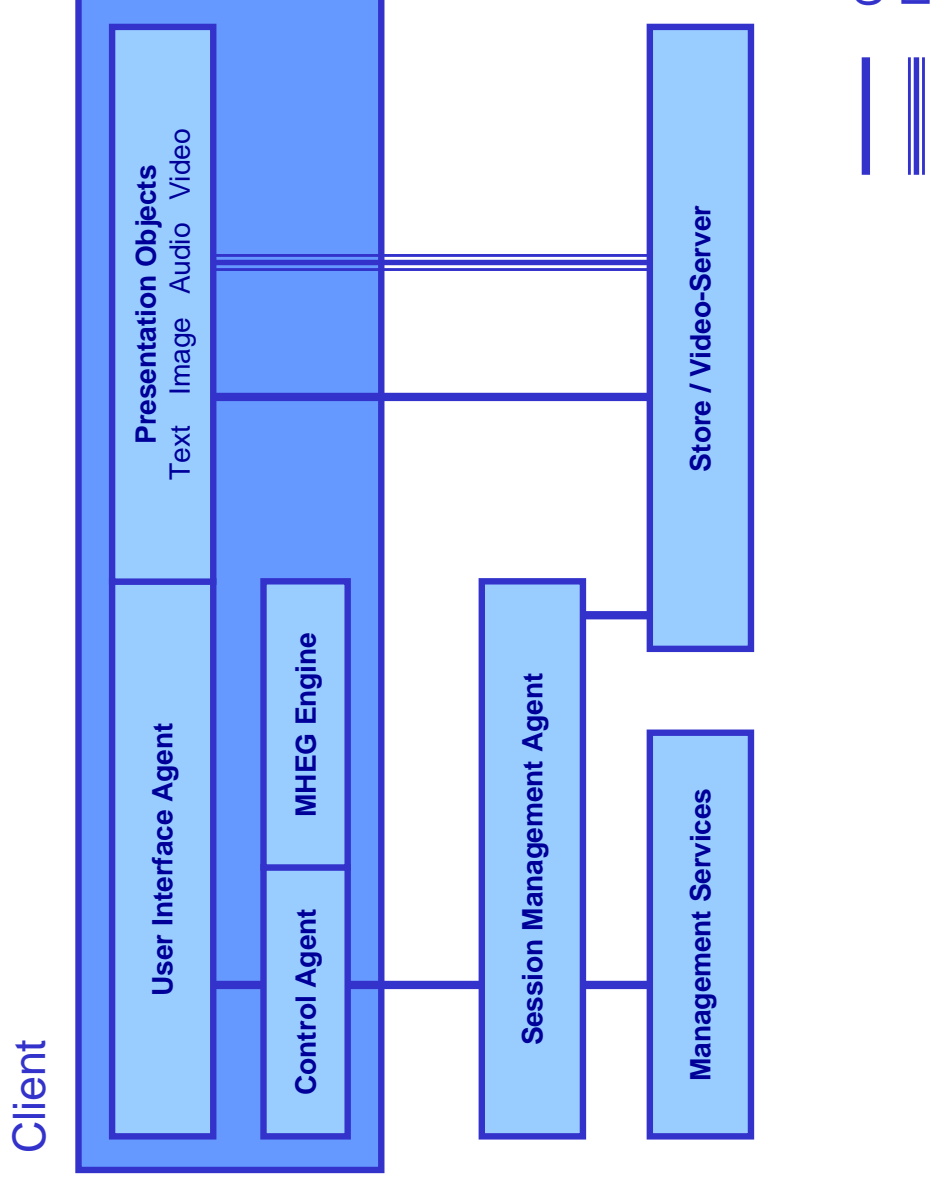 Client
User Interface Agent
Presentation Objects
Text Image Audio Video
Control Agent
MHEG Engine
Session Management Agent
Management Services
Store / Video-Server